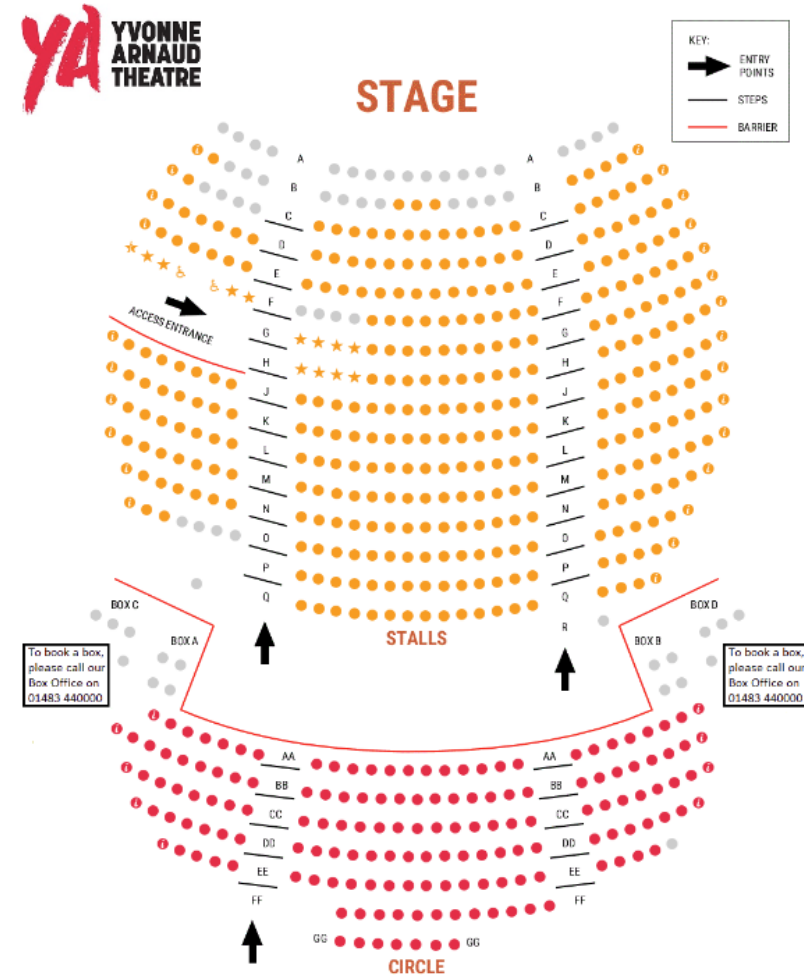 YA YVONNE
ARNAUD
THEATRE
KEY:
ENTRY
POINTS
STEPS
BARRIER
STAGE
A A
B B
C C
D D
E E
F F
G G
H H
J J
K K
L L
M M
N N
O O
P P
Q Q
R
ACCESS ENTRANCE
STALLS
BOX C
BOX A
BOX D
BOX B
To book a box,
please call our
Box Office on
01483 440000
To book a box,
please call our
Box Office on
01483 440000
AA AA
BB BB
CC CC
DD DD
EE EE
FF FF
GG GG
CIRCLE